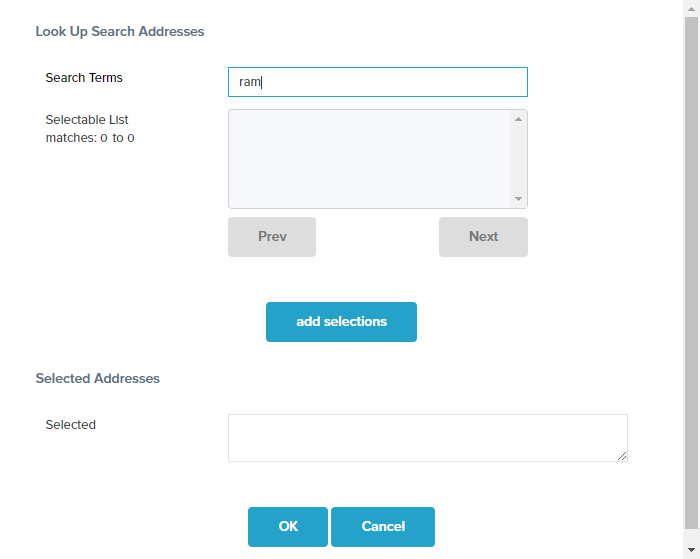 Look Up Search Addresses
Search Terms
ram
Selectable List
matches: 0 to 0
Prev
Next
add selections
Selected Addresses
Selected
OK
Cancel